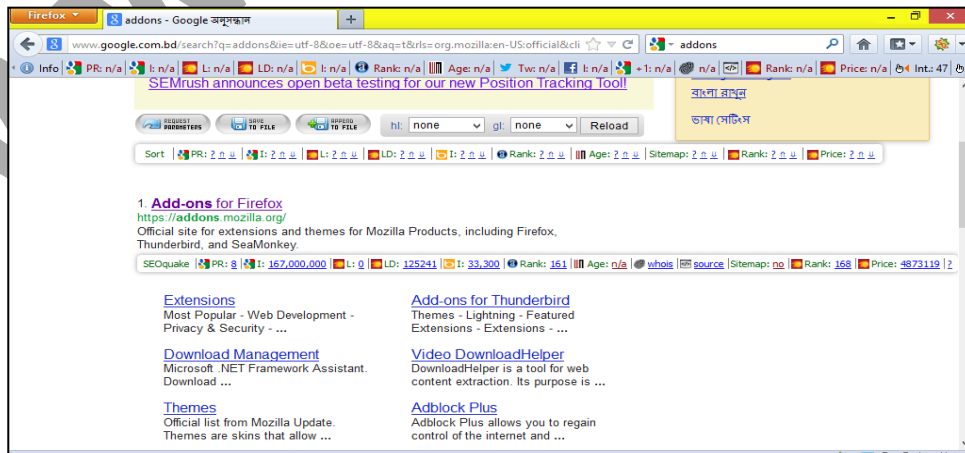 Firefox
addons - Google অনুসন্ধান
www.google.com.bd/search?q=addons&ie=utf-8&oe=utf-8&aq=t&rls=org.mozilla:en-US:official&cli
addons
Info PR: n/a I: n/a L: n/a LD: n/a I: n/a Rank: n/a Age: n/a Tw: n/a I: n/a +1: n/a n/a Rank: n/a Price: n/a Int.: 47
SEMrush announces open beta testing for our new Position Tracking Tool!
বাংলা রাখুন
ভাষা সেটিংস
REQUEST PARAMETERS SAVE TO FILE APPEND TO FILE hl: none gl: none Reload
Sort PR: ? n u I: ? n u L: ? n u LD: ? n u I: ? n u Rank: ? n u Age: ? n u Sitemap: ? n u Rank: ? n u Price: ? n u
1. Add-ons for Firefox
https://addons.mozilla.org/
Official site for extensions and themes for Mozilla Products, including Firefox,
Thunderbird, and SeaMonkey.
SEOquake PR: 8 I: 167,000,000 L: 0 LD: 125241 I: 33,300 Rank: 161 Age: n/a whois source Sitemap: no Rank: 168 Price: 4873119 ?
Extensions
Most Popular - Web Development -
Privacy & Security - ...
Add-ons for Thunderbird
Themes - Lightning - Featured
Extensions - Extensions - ...
Download Management
Microsoft .NET Framework Assistant.
Download ...
Video DownloadHelper
DownloadHelper is a tool for web
content extraction. Its purpose is ...
Themes
Official list from Mozilla Update.
Themes are skins that allow ...
Adblock Plus
Adblock Plus allows you to regain
control of the internet and ...